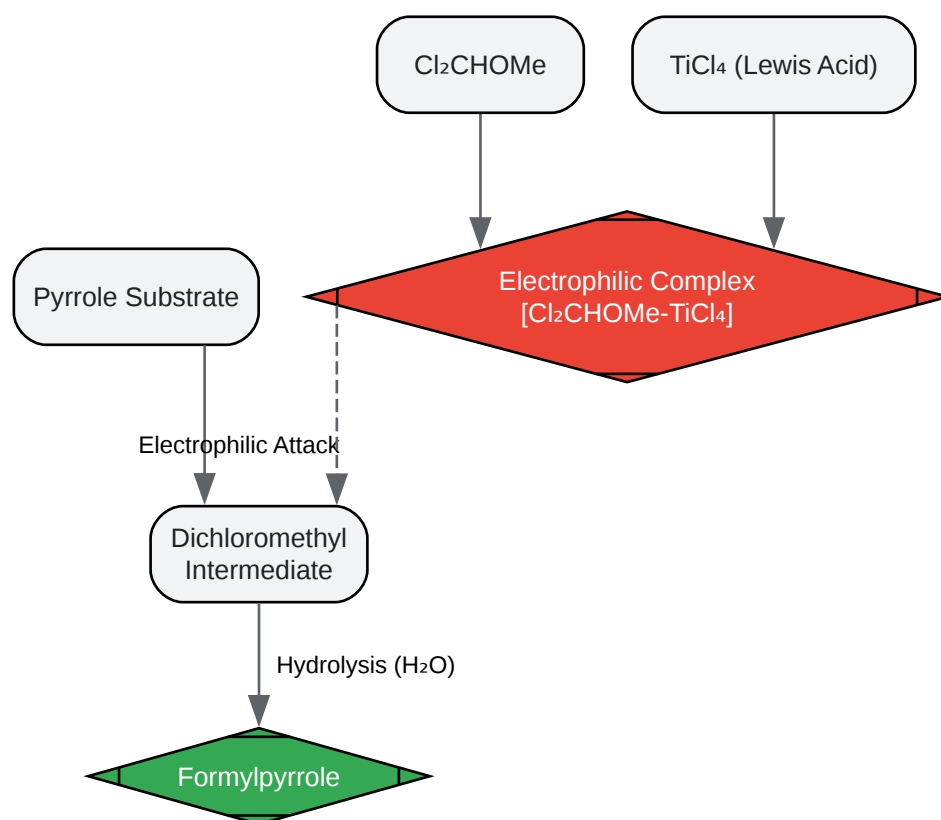 Cl₂CHOMe
TiCl₄ (Lewis Acid)
Pyrrole Substrate
Electrophilic Complex
[Cl₂CHOMe-TiCl₄]
Electrophilic Attack
Dichloromethyl
Intermediate
Hydrolysis (H₂O)
Formylpyrrole